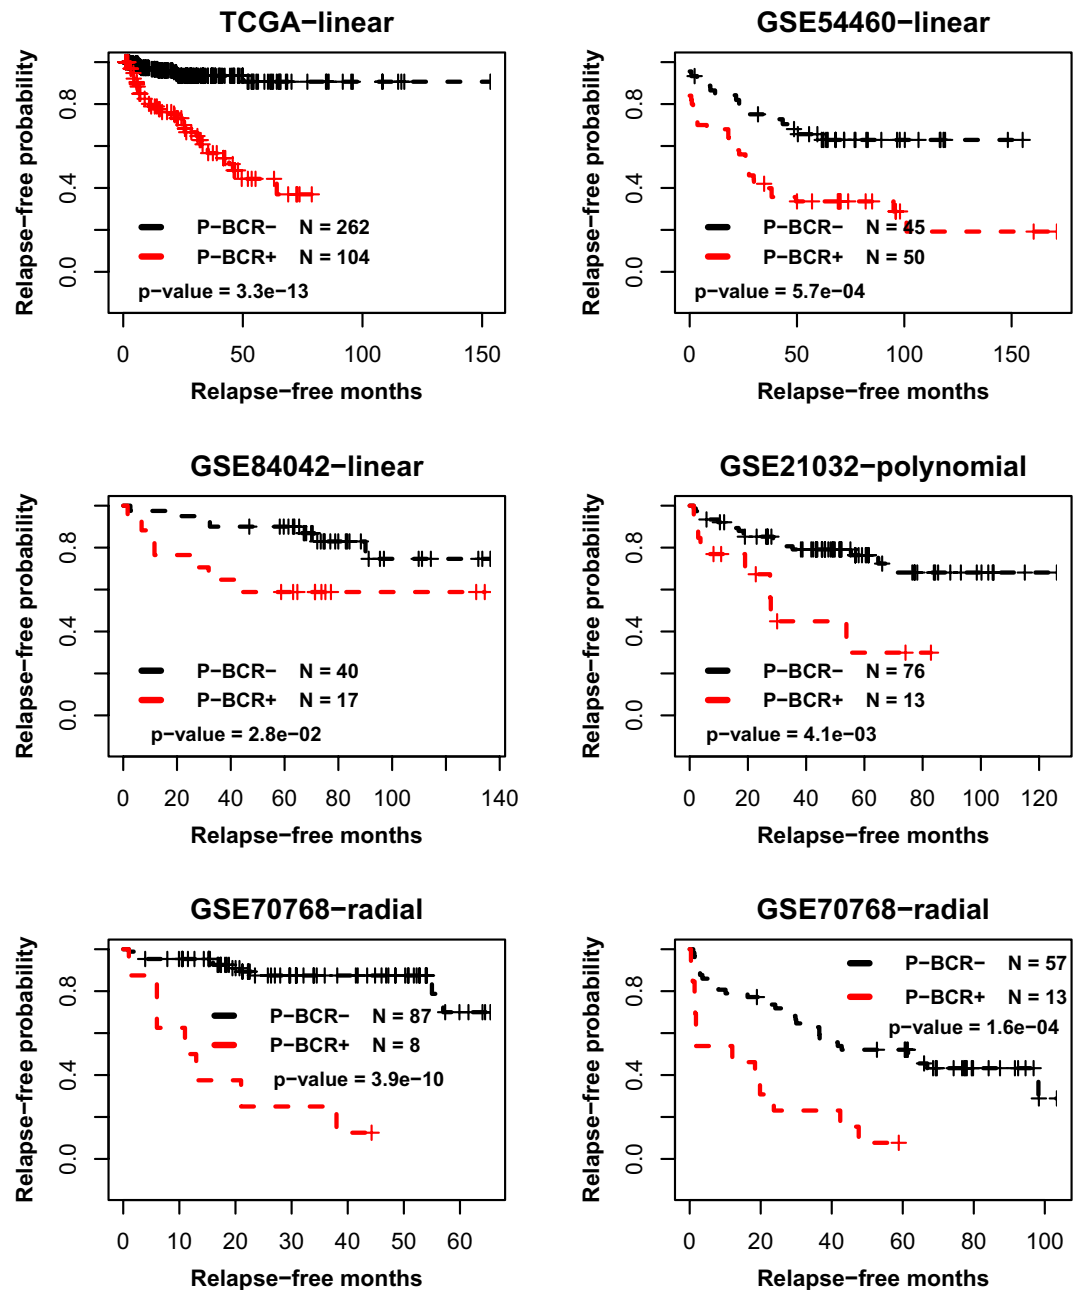 TCGA−linear
Relapse−free probability
0.8
0.4
0.0
P−BCR− N = 262
P−BCR+ N = 104
p−value = 3.3e−13
0 50 100 150
Relapse−free months
GSE54460−linear
Relapse−free probability
0.8
0.4
0.0
P−BCR− N = 45
P−BCR+ N = 50
p−value = 5.7e−04
0 50 100 150
Relapse−free months
GSE84042−linear
Relapse−free probability
0.8
0.4
0.0
P−BCR− N = 40
P−BCR+ N = 17
p−value = 2.8e−02
0 20 40 60 80 100 140
Relapse−free months
GSE21032−polynomial
Relapse−free probability
0.8
0.4
0.0
P−BCR− N = 76
P−BCR+ N = 13
p−value = 4.1e−03
0 20 40 60 80 100 120
Relapse−free months
GSE70768−radial
Relapse−free probability
0.8
0.4
0.0
P−BCR− N = 87
P−BCR+ N = 8
p−value = 3.9e−10
0 10 20 30 40 50 60
Relapse−free months
GSE70768−radial
Relapse−free probability
0.8
0.4
0.0
P−BCR− N = 57
P−BCR+ N = 13
p−value = 1.6e−04
0 20 40 60 80 100
Relapse−free months